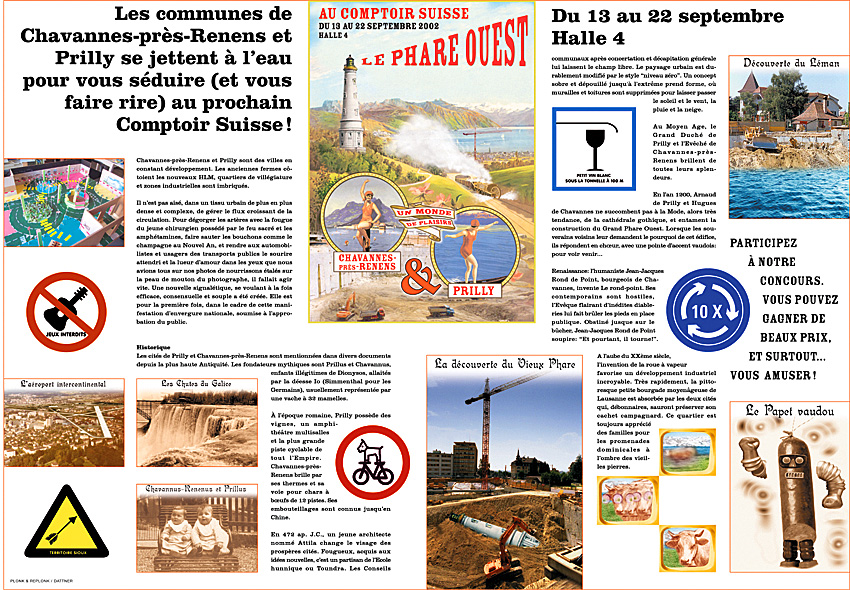 Les communes de
Chavannes-près-Renens et
Prilly se jettent à l'eau
pour vous séduire (et vous
faire rire) au prochain
Comptoir Suisse!
Chavannes-près-Renens et Prilly sont des villes en
constant développement. Les anciennes fermes cô-
toient les nouveaux HLM, quartiers de villégiature
et zones industrielles sont imbriqués.
Il n'est pas aisé, dans un tissu urbain de plus en plus
dense et complexe, de gérer le flux croissant de la
circulation. Pour dégorger les artères avec la fougue
du jeune chirurgien possédé par le feu sacré et les
amphétamines, faire sauter les bouchons comme le
champagne au Nouvel An, et rendre aux automobi-
listes et usagers des transports publics le sourire
attendri et la lueur d'amour dans les yeux que nous
avions tous sur nos photos de nourrissons étalés sur
la peau de mouton du photographe, il fallait agir
vite. Une nouvelle signalétique, se voulant à la fois
efficace, consensuelle et souple a été créée. Elle est
pour la première fois, dans le cadre de cette mani-
festation d'envergure nationale, soumise à l'appro-
bation du public.
JEUX INTERDITS
Historique
Les cités de Prilly et Chavannes-près-Renens sont mentionnées dans divers documents
depuis la plus haute Antiquité. Les fondateurs mythiques sont Prillus et Chavannus,
enfants illégitimes de Dionysos, allaités
par la déesse Io (Simmenthal pour les
Germains), usuellement représentée par
une vache à 32 mamelles.
À l'époque romaine, Prilly possède des
vignes, un amphi-
théâtre multisalles
et la plus grande
piste cyclable de
tout l'Empire.
Chavannes-près-
Renens brille par
ses thermes et sa
voie pour chars à
bœufs de 12 pistes. Ses
embouteillages sont connus jusqu'en
Chine.
En 472 ap. J.C., un jeune architecte
nommé Attila change le visage des
prospères cités. Fougueux, acquis aux
idées nouvelles, c'est un partisan de l'Ecole
hunnique ou Toundra. Les Conseils
L'aéroport intercontinental
Les Chutes du Galice
Chavannus-Renenus et Prillus
TERRITOIRE SIOUX
PLONK & REPLONK / DATTNER
AU COMPTOIR SUISSE
DU 13 AU 22 SEPTEMBRE 2002
HALLE 4
LE PHARE OUEST
UN MONDE
DE PLAISIRS
CHAVANNES-
PRÈS-RENENS
&
PRILLY
La découverte du Vieux Phare
Du 13 au 22 septembre
Halle 4
communaux après concertation et décapitation générale
lui laissent le champ libre. Le paysage urbain est du-
rablement modifié par le style "niveau zéro". Un concept
sobre et dépouillé jusqu'à l'extrême prend forme, où
murailles et toitures sont supprimées pour laisser passer
le soleil et le vent, la
pluie et la neige.
PETIT VIN BLANC
SOUS LA TONNELLE À 100 M
Au Moyen Age, le
Grand Duché de
Prilly et l'Evêché de
Chavannes-près-
Renens brillent de
toutes leurs splen-
deurs.
En l'an 1200, Arnaud
de Prilly et Hugues
de Chavannes ne succombent pas à la Mode, alors très
tendance, de la cathédrale gothique, et entament la
construction du Grand Phare Ouest. Lorsque les sou-
verains voisins leur demandent le pourquoi de cet édifice,
ils répondent en chœur, avec une pointe d'accent vaudois:
pour voir venir...
Renaissance: l'humaniste Jean-Jacques
Rond de Point, bourgeois de Cha-
vannes, invente Le rond-point. Ses
contemporains sont hostiles,
l'Evêque flairant d'inédites diable-
ries lui fait brûler les pieds en place
publique. Obstiné jusque sur le
bûcher, Jean-Jacques Rond de Point
soupire: "Et pourtant, il tourne!".
10 X
A l'aube du XXème siècle,
l'invention de la roue à vapeur
favorise un développement industriel
incroyable. Très rapidement, la pitto-
resque petite bourgade moyenâgeuse de
Lausanne est absorbée par les deux cités
qui, débonnaires, sauront préserver son
cachet campagnard. Ce quartier est
toujours apprécié
des familles pour
les promenades
dominicales à
l'ombre des vieil-
les pierres.
Découverte du Léman
PARTICIPEZ
À NOTRE
CONCOURS.
VOUS POUVEZ
GAGNER DE
BEAUX PRIX,
ET SURTOUT...
VOUS AMUSER!
Le Papet vaudou